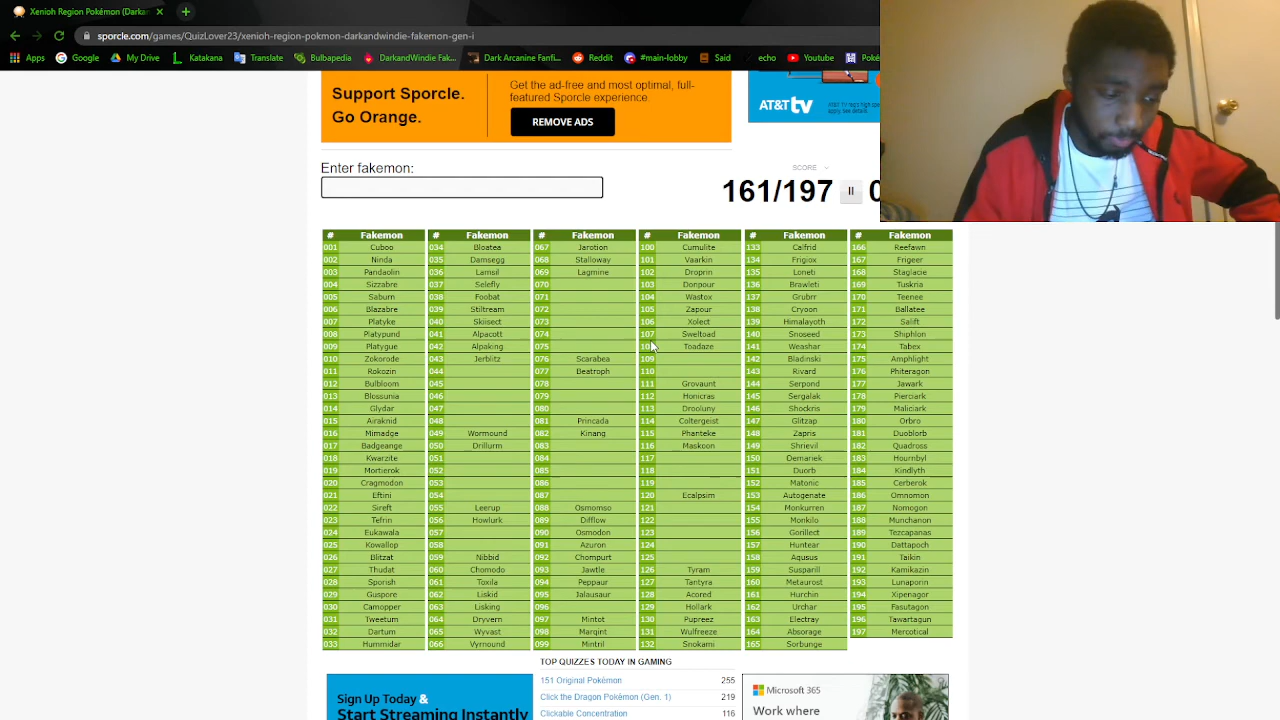 Xenioh Region Pokémon (Darka
sporcle.com/games/QuizLover23/xenioh-region-pokmon-darkandwindie-fakemon-gen-i
Apps Google My Drive Katakana Translate Bulbapedia DarkandWindie Fak... Dark Arcanine Fanfi... Reddit #main-lobby Said echo Youtube Poké
Support Sporcle.
Go Orange.
Get the ad-free and most optimal, full-
featured Sporcle experience.
REMOVE ADS
AT&T tv
Enter fakemon:
SCORE
161/197
# Fakemon # Fakemon # Fakemon # Fakemon # Fakemon # Fakemon
001 Cuboo 034 Bloatea 067 Jarotion 100 Cumulite 133 Calfrid 166 Reefawn
002 Ninda 035 Damsegg 068 Stalloway 101 Vaarkin 134 Frigiox 167 Frigeer
003 Pandaolin 036 Lamsil 069 Lagmine 102 Droprin 135 Loneti 168 Staglacie
004 Sizzabre 037 Selefly 070 103 Donpour 136 Brawleti 169 Tuskria
005 Saburn 038 Foobat 071 104 Wastox 137 Grubrr 170 Teenee
006 Blazabre 039 Stiltream 072 105 Zapour 138 Cryoon 171 Ballatee
007 Platyke 040 Skiisect 073 106 Xolect 139 Himalayoth 172 Salift
008 Platypund 041 Alpacott 074 107 Sweltoad 140 Snoseed 173 Shiphlon
009 Platygue 042 Alpaking 075 Toadaze 141 Weashar 174 Tabex
010 Zokorode 043 Jerblitz 076 Scarabea 109 142 Bladinski 175 Amphlight
011 Rokozin 044 077 Beatroph 110 143 Rivard 176 Phiteragon
012 Bulbloom 045 078 111 Grovaunt 144 Serpond 177 Jawark
013 Blossunia 046 079 112 Honicras 145 Sergalak 178 Pierciark
014 Glydar 047 080 113 Drooluny 146 Shockris 179 Maliciark
015 Airaknid 048 081 Princada 114 Coltergeist 147 Glitzap 180 Orbro
016 Mimadge 049 Wormound 082 Kinang 115 Phanteke 148 Zapris 181 Duoblorb
017 Badgeange 050 Drillurm 083 116 Maskoon 149 Shrievil 182 Quadross
018 Kwarzite 051 084 117 150 Demanek 183 Hournbyl
019 Mortierok 052 085 118 151 Duorb 184 Kindlyth
020 Cragmodon 053 086 119 152 Matonic 185 Cerberok
021 Eftini 054 087 120 Ecalpsim 153 Autogenate 186 Omnomon
022 Sireft 055 Leerup 088 Osmomso 121 154 Monkurren 187 Nomogon
023 Tefrin 056 Howlurk 089 Difflow 122 155 Monkilo 188 Munchanon
024 Eukawala 057 090 Osmodon 123 156 Gorillect 189 Tezcapanas
025 Kowallop 058 091 Azuron 124 157 Huntear 190 Dattapoch
026 Blitzat 059 Nibbid 092 Chompurt 125 158 Aqusus 191 Taikin
027 Thudat 060 Chomodo 093 Jawtle 126 Tyram 159 Susparill 192 Kamikazin
028 Sporish 061 Toxila 094 Peppaur 127 Tantyra 160 Metaurost 193 Lunaporin
029 Guspore 062 Liskid 095 Jalausaur 128 Acored 161 Hurchin 194 Xipenagor
030 Camopper 063 Lisking 096 129 Hollark 162 Urchar 195 Fasutagon
031 Tweetum 064 Dryvern 097 Mintot 130 Pupreez 163 Electray 196 Tawartagun
032 Dartum 065 Wyvast 098 Marqint 131 Wulfreeze 164 Absorage 197 Mercotical
033 Hummidar 066 Vyrnound 099 Mintril 132 Snokami 165 Sorbunge
TOP QUIZZES TODAY IN GAMING
151 Original Pokémon 255
Click the Dragon Pokémon (Gen. 1) 219
Clickable Concentration 116
Sign Up Today &
Start Streaming Instantly
Microsoft 365
Work where